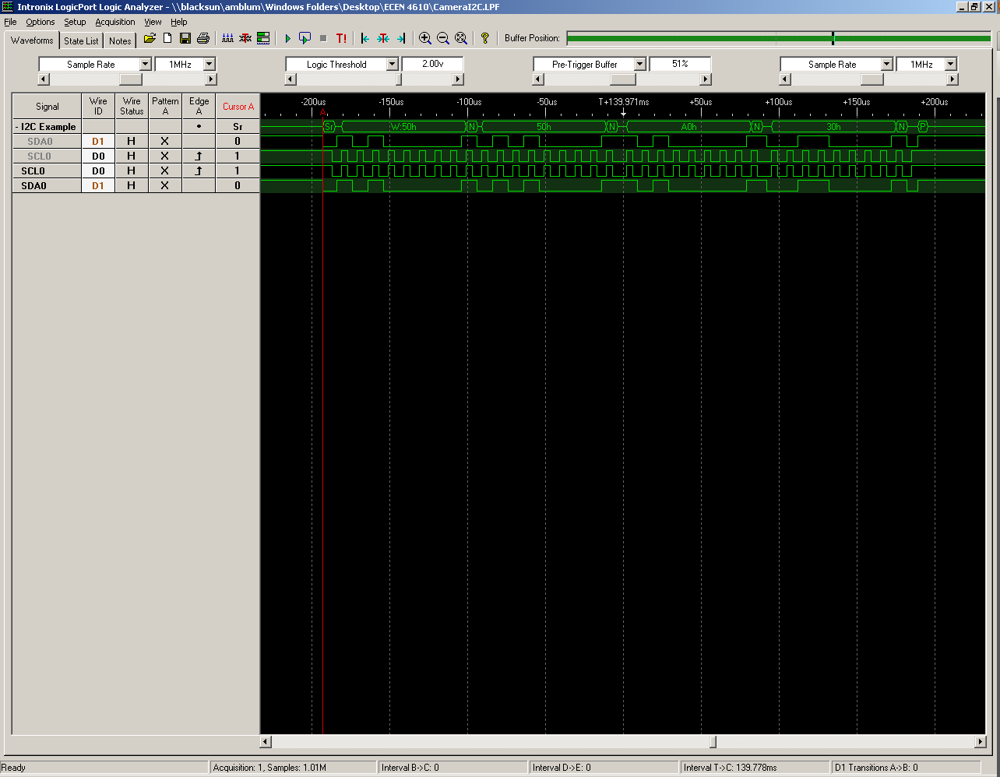 Intronix LogicPort Logic Analyzer - \\blacksun\amblum\Windows Folders\Desktop\ECEN 4610\CameraI2C.LPF
File Options Setup Acquisition View Help
Waveforms State List Notes T! ? Buffer Position:
Sample Rate 1MHz Logic Threshold 2.00v Pre-Trigger Buffer 51% Sample Rate 1MHz
Signal Wire ID Wire Status Pattern A Edge A Cursor A -200us -150us -100us -50us T+139.971ms +50us +100us +150us +200us
A
- I2C Example Sr Sr W:50h N 50h N A0h N 30h N P
SDA0 D1 H X 0
SCL0 D0 H X 1
SCL0 D0 H X 1
SDA0 D1 H X 0
Ready Acquisition: 1, Samples: 1.01M Interval B->C: 0 Interval D->E: 0 Interval T->C: 139.778ms D1 Transitions A->B: 0